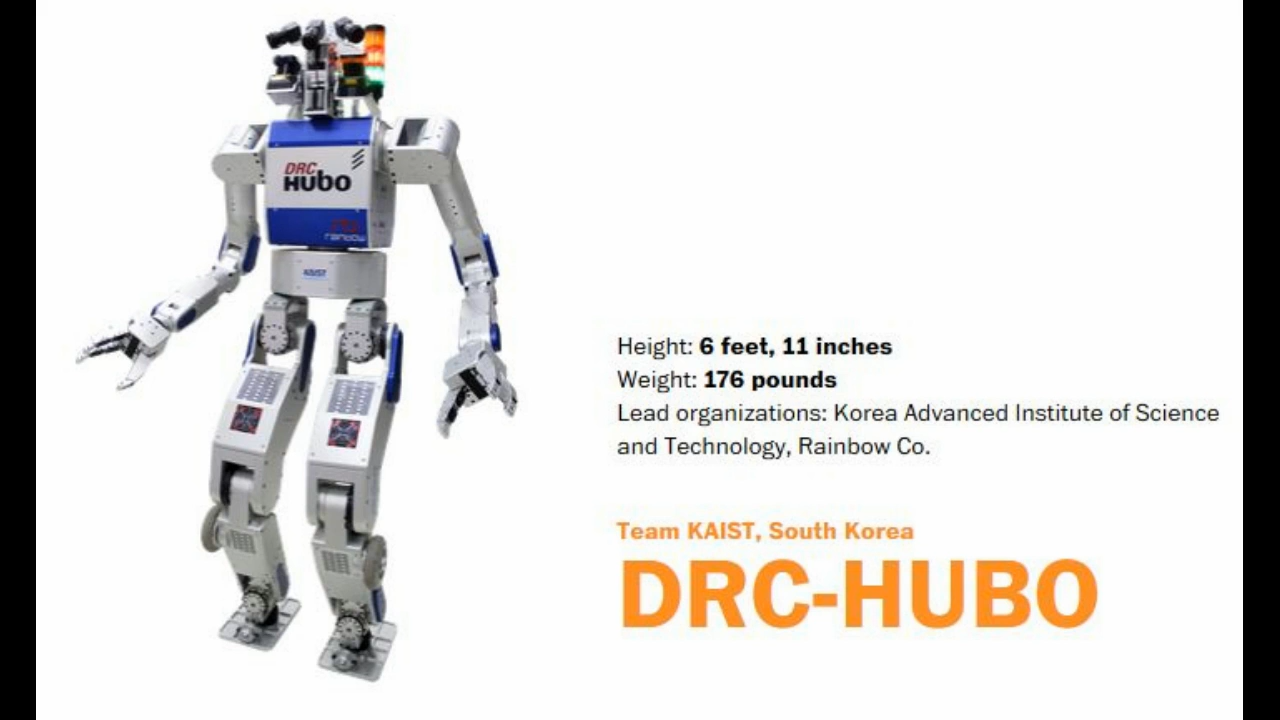 DRC
HUBO
rainbow
KAIST
Height: 6 feet, 11 inches
Weight: 176 pounds
Lead organizations: Korea Advanced Institute of Science
and Technology, Rainbow Co.
Team KAIST, South Korea
DRC-HUBO